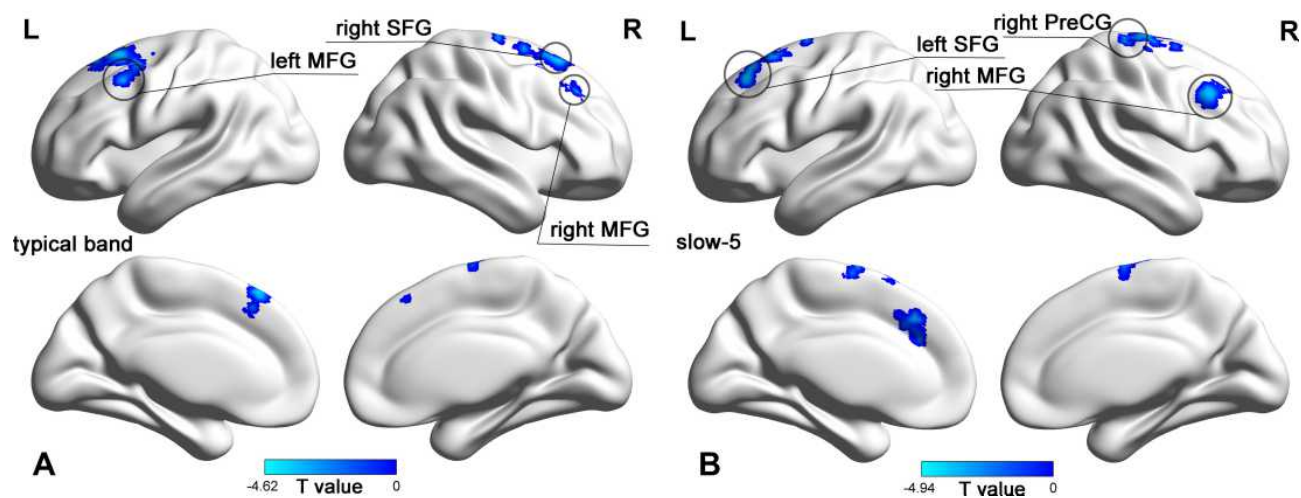 L
right SFG
R
left MFG
right MFG
typical band
A
-4.62
T value
0
L
right PreCG
R
left SFG
right MFG
slow-5
B
-4.94
T value
0